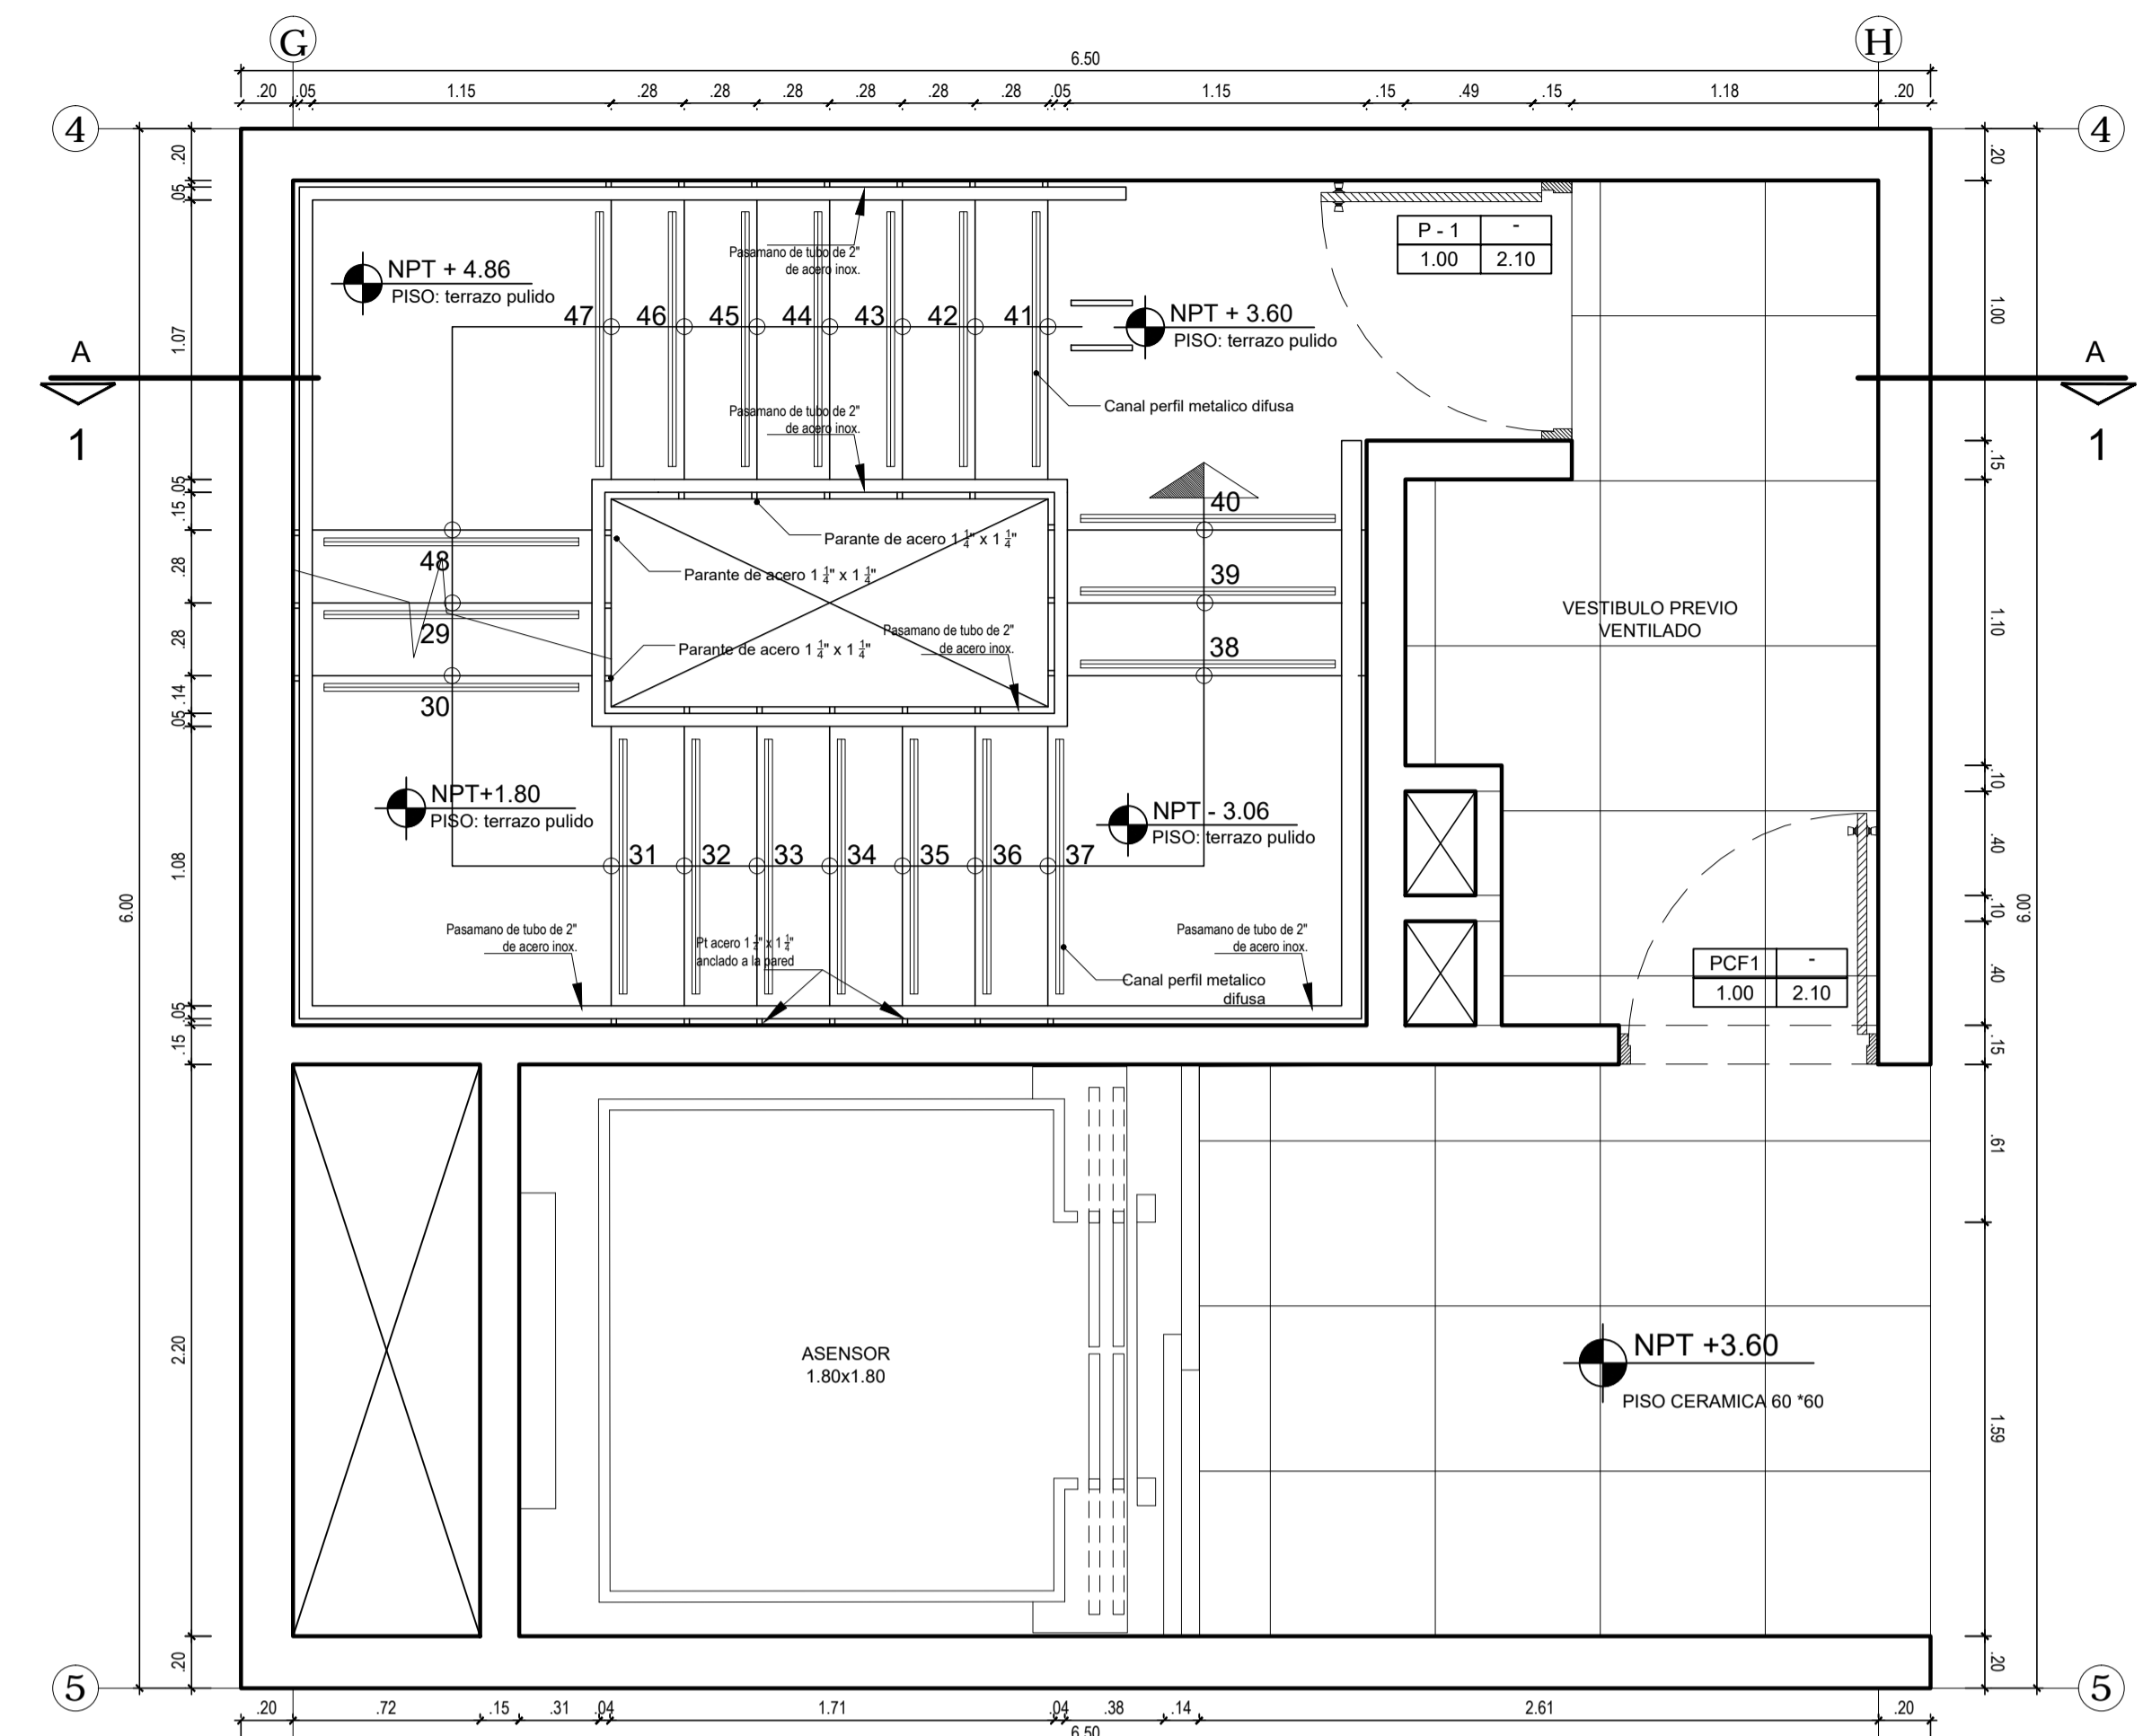 G
H
6.50
.20 .05 1.15 .28 .28 .28 .28 .28 .28 .05 1.15 .15 .49 .15 1.18 .20
4
4
.20
.05
1.07
.05
.15
.28
.28
.14
.05
1.08
.05
.15
2.20
.20
6.00
A
1
A
1
NPT + 4.86
PISO: terrazo pulido
Pasamano de tubo de 2"
de acero inox.
47 46 45 44 43 42 41
NPT + 3.60
PISO: terrazo pulido
P - 1 -
1.00 2.10
Canal perfil metalico difusa
Pasamano de tubo de 2"
de acero inox.
40
39
38
Parante de acero 1 1/4" x 1 1/4"
Parante de acero 1 1/4" x 1 1/4"
Parante de acero 1 1/4" x 1 1/4"
Pasamano de tubo de 2"
de acero inox.
48
29
30
VESTIBULO PREVIO
VENTILADO
NPT+1.80
PISO: terrazo pulido
NPT - 3.06
PISO: terrazo pulido
31 32 33 34 35 36 37
Pasamano de tubo de 2"
de acero inox.
Pt acero 1 1/4" x 1 1/4"
anclado a la pared
Pasamano de tubo de 2"
de acero inox.
Canal perfil metalico
difusa
PCF1 -
1.00 2.10
ASENSOR
1.80x1.80
NPT +3.60
PISO CERAMICA 60 *60
.20
1.00
.15
1.10
.10
.40
.10
.40
.15
.61
1.59
.20
6.00
5
5
.20 .72 .15 .31 .04 1.71 .04 .38 .14 2.61 .20
6.50